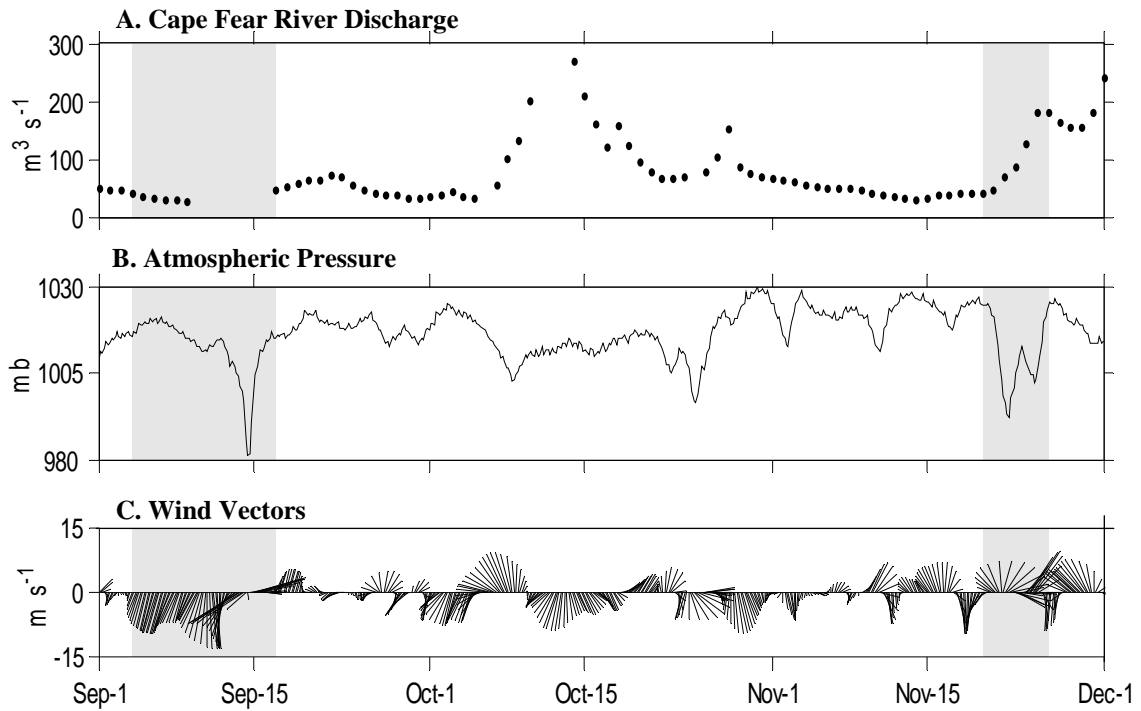 A. Cape Fear River Discharge
300
200
100
0
m³ s⁻¹
B. Atmospheric Pressure
1030
1005
980
mb
C. Wind Vectors
15
0
-15
m s⁻¹
Sep-1 Sep-15 Oct-1 Oct-15 Nov-1 Nov-15 Dec-1